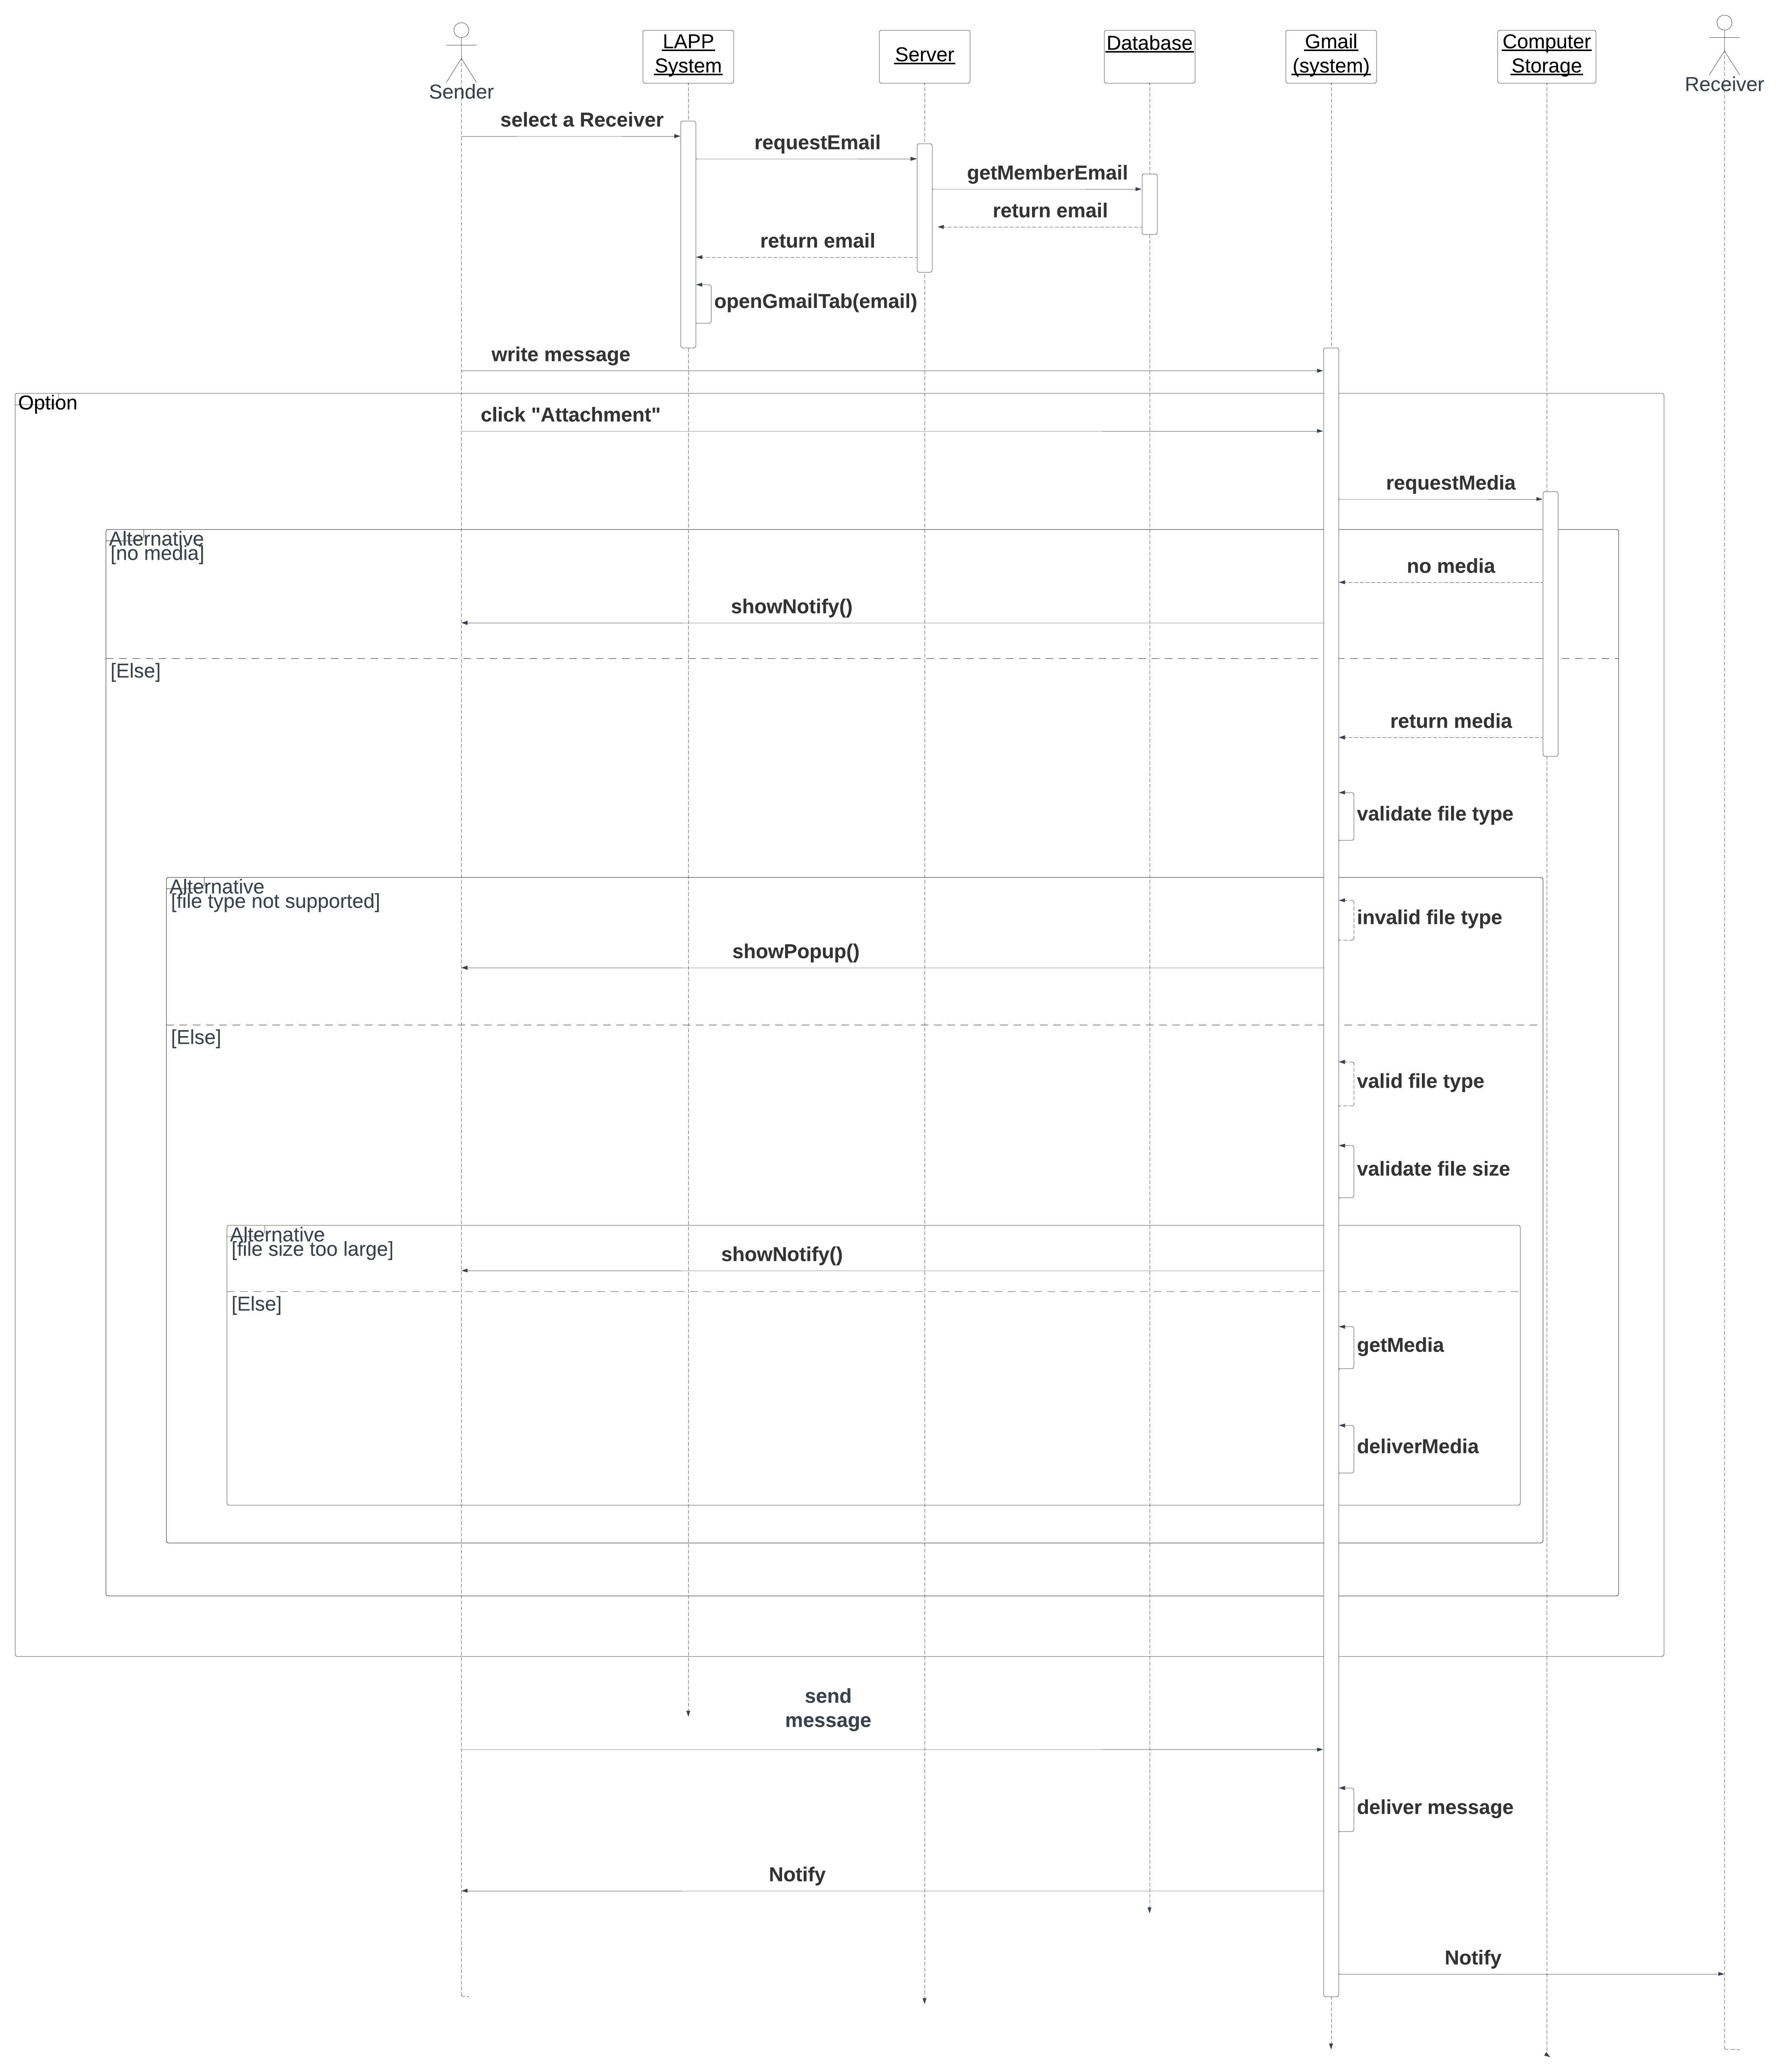 Sender
LAPP
System
Server
Database
Gmail
(system)
Computer
Storage
Receiver
select a Receiver
requestEmail
getMemberEmail
return email
return email
openGmailTab(email)
write message
Option
click "Attachment"
requestMedia
Alternative
[no media]
no media
showNotify()
[Else]
return media
validate file type
Alternative
[file type not supported]
invalid file type
showPopup()
[Else]
valid file type
validate file size
Alternative
[file size too large]
showNotify()
[Else]
getMedia
deliverMedia
send
message
deliver message
Notify
Notify